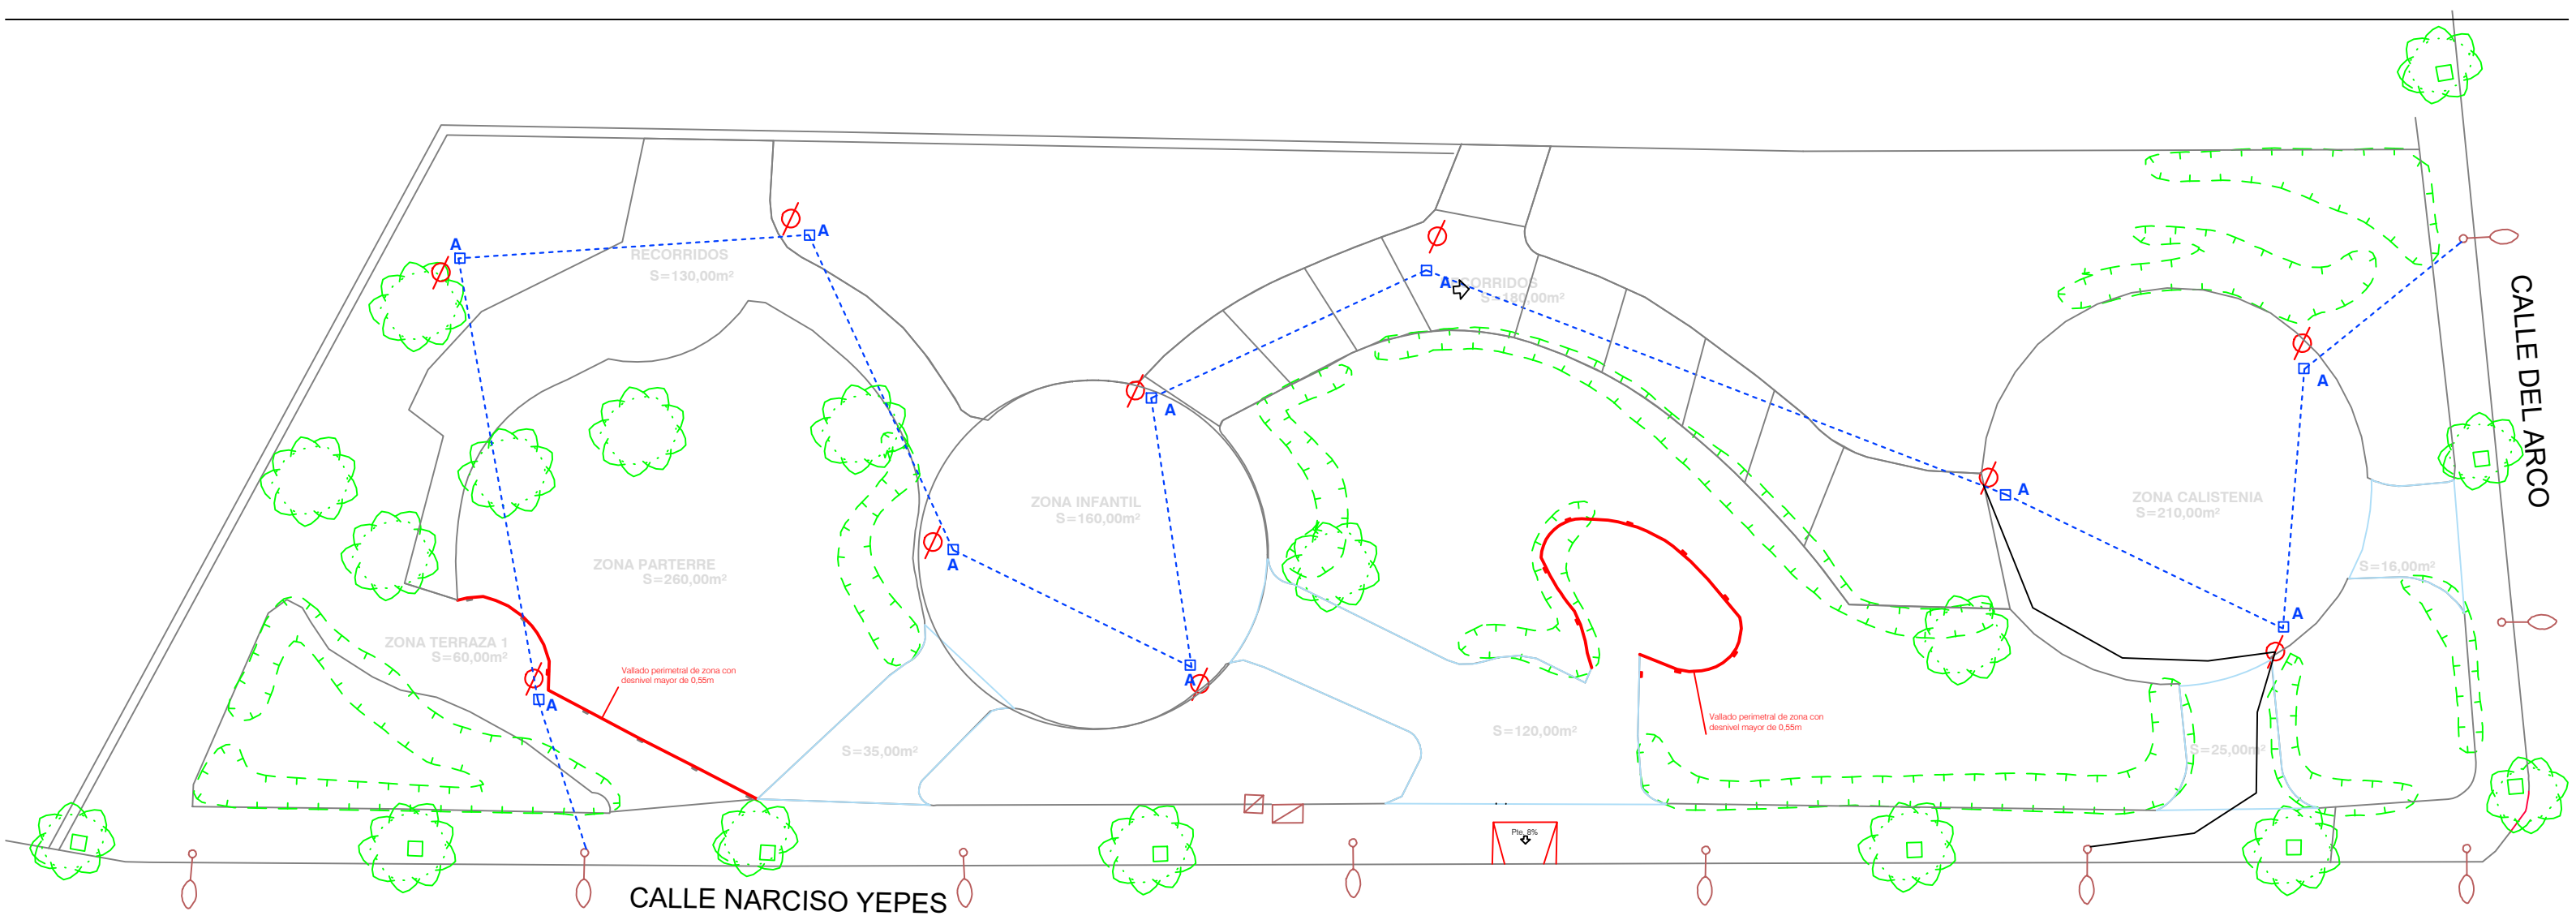 A
A
RECORRIDOS
S=130,00m²
A
RECORRIDOS
S=180,00m²
A
A
CALLE DEL ARCO
A
ZONA INFANTIL
S=160,00m²
A
ZONA CALISTENIA
S=210,00m²
ZONA PARTERRE
S=260,00m²
A
S=16,00m²
A
ZONA TERRAZA 1
S=60,00m²
Vallado perimetral de zona con
desnivel mayor de 0,55m
A
A
Vallado perimetral de zona con
desnivel mayor de 0,55m
S=35,00m²
S=120,00m²
S=25,00m²
Pte. 8%
CALLE NARCISO YEPES